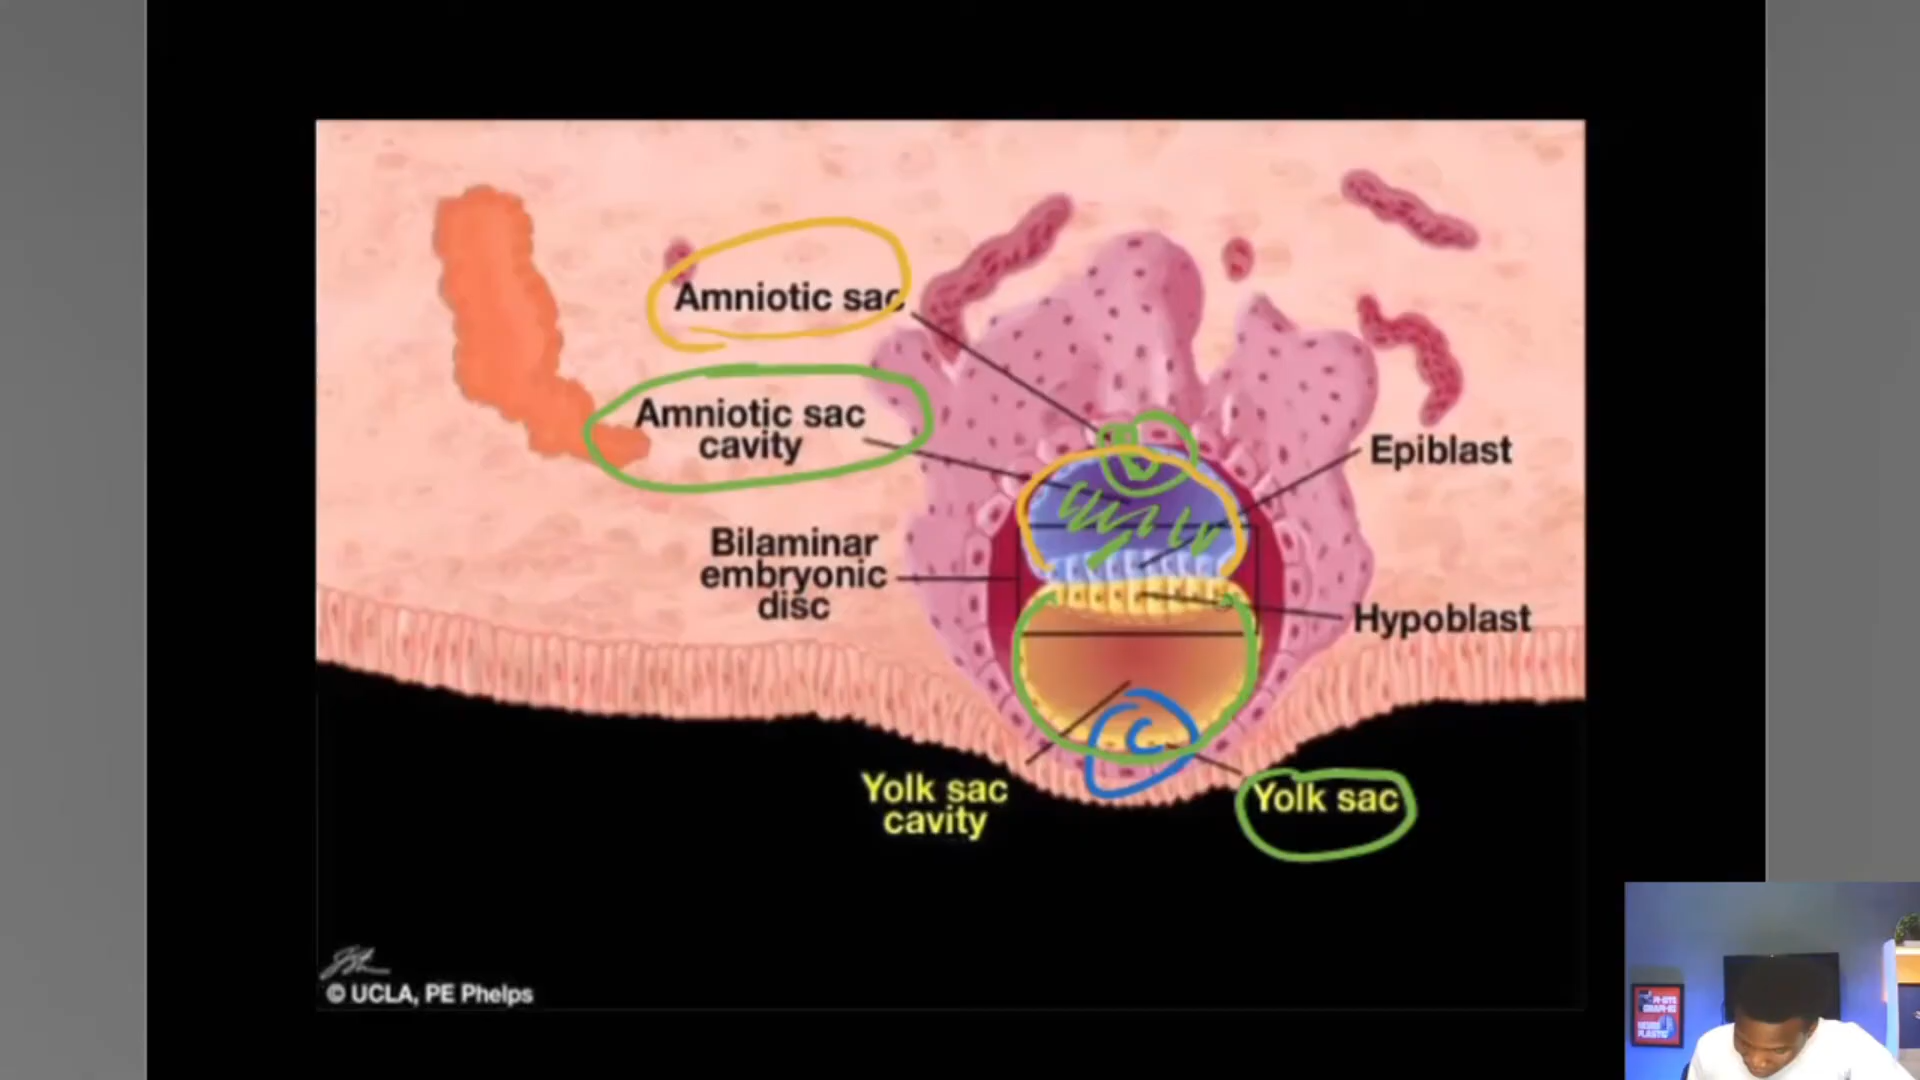 Amniotic sac
Amniotic sac
cavity
Epiblast
Bilaminar
embryonic
disc
Hypoblast
Yolk sac
cavity
Yolk sac
© UCLA, PE Phelps